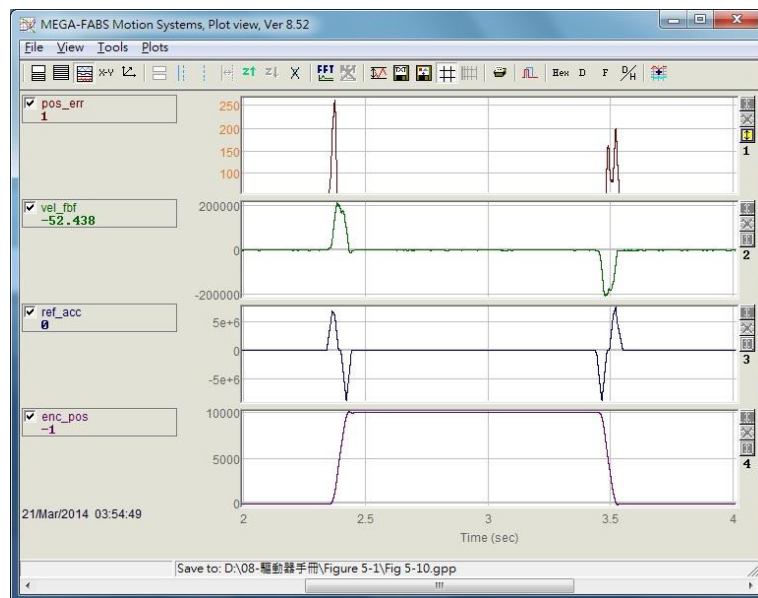 MEGA-FABS Motion Systems, Plot view, Ver 8.52
File View Tools Plots
X-Y FFT Hex D F D/H
pos_err
1
250
200
150
100
1
vel_fbf
-52.438
200000
0
-200000
2
ref_acc
0
5e+6
0
-5e+6
3
enc_pos
-1
10000
5000
0
4
21/Mar/2014 03:54:49
2 2.5 3 3.5 4
Time (sec)
Save to: D:\08-驅動器手冊\Figure 5-1\Fig 5-10.gpp